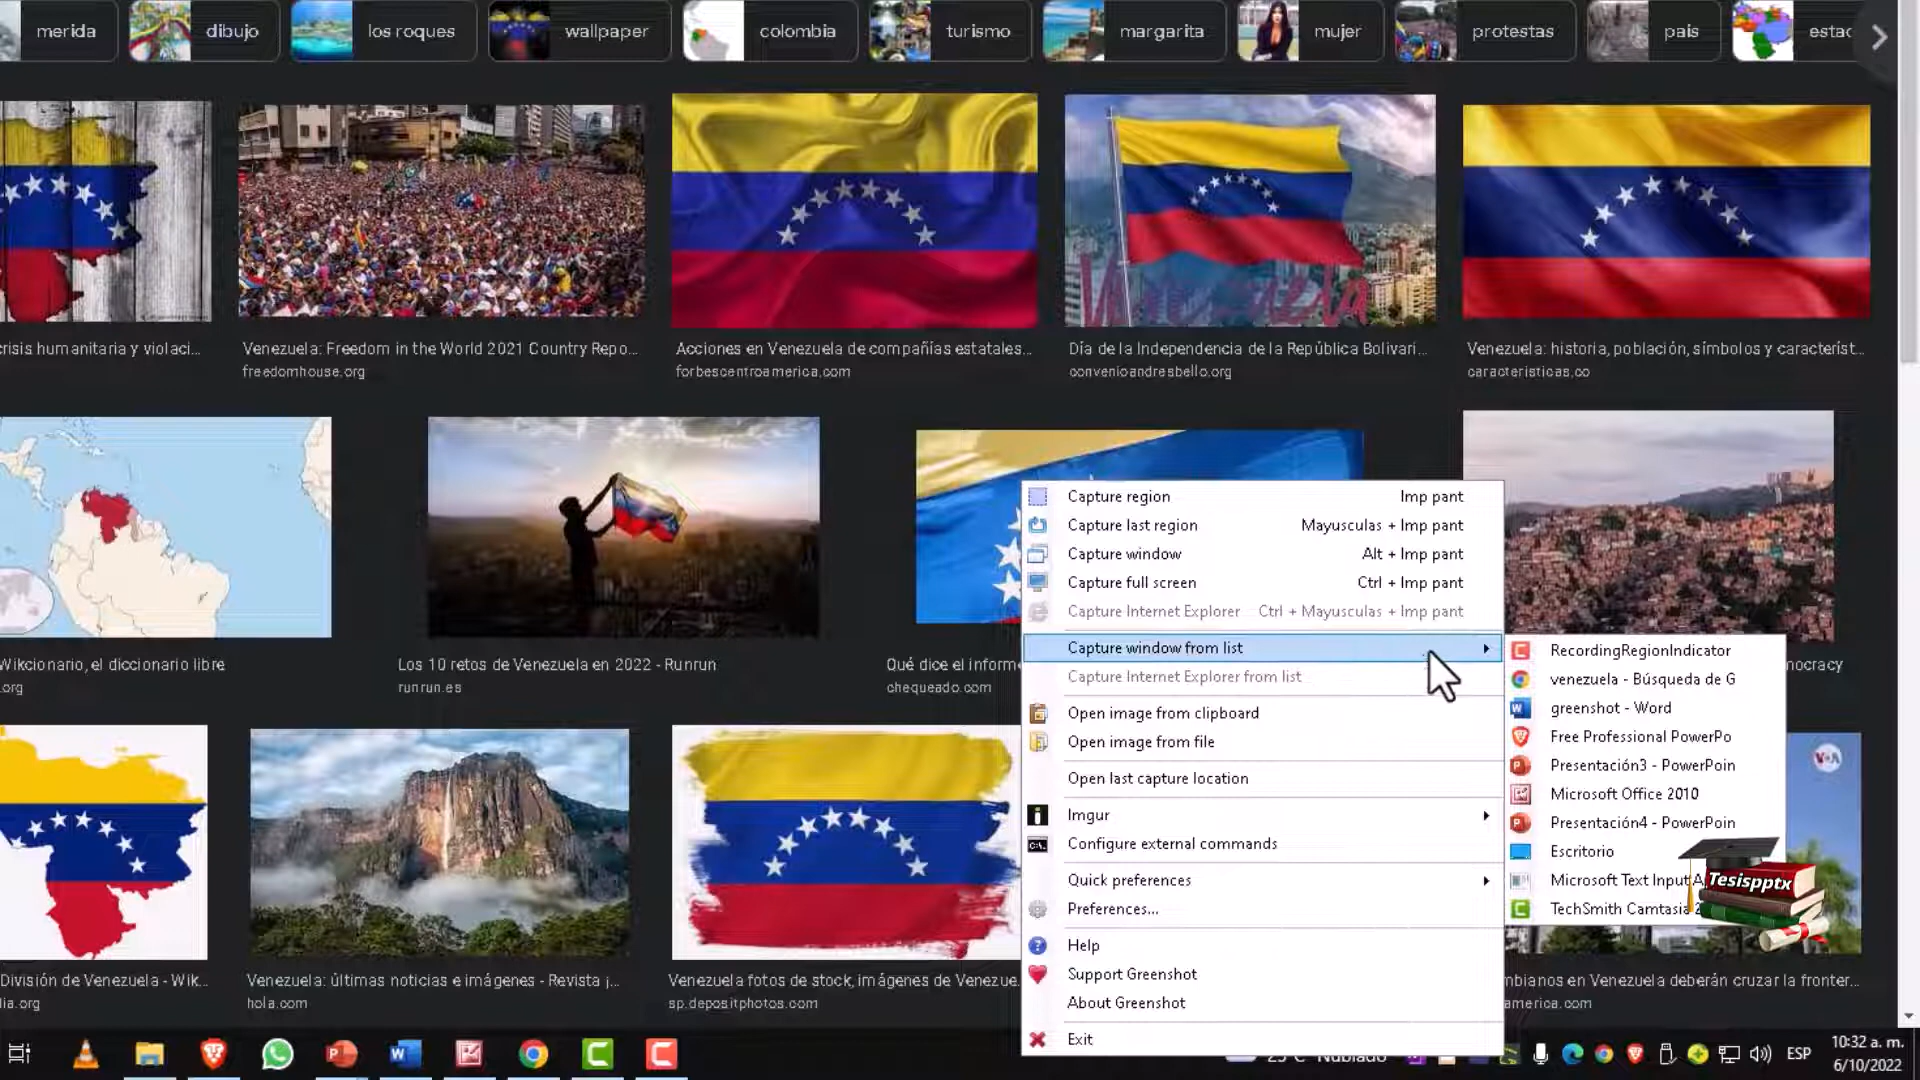 merida
dibujo
los roques
wallpaper
colombia
turismo
margarita
mujer
protestas
pais
estac
Venezuela
crisis humanitaria y violaci...
Venezuela: Freedom in the World 2021 Country Repo...
freedomhouse.org
Acciones en Venezuela de compañías estatales...
forbescentroamerica.com
Día de la Independencia de la República Bolivari...
convenioandresbello.org
Venezuela: historia, población, símbolos y característ...
caracteristicas.co
Wikcionario, el diccionario libre
.org
Los 10 retos de Venezuela en 2022 - Runrun
runrun.es
Qué dice el inform
chequeado.com
mocracy
Capture region Imp pant
Capture last region Mayusculas + Imp pant
Capture window Alt + Imp pant
Capture full screen Ctrl + Imp pant
Capture Internet Explorer Ctrl + Mayusculas + Imp pant
Capture window from list
Capture Internet Explorer from list
Open image from clipboard
Open image from file
Open last capture location
Imgur
Configure external commands
Quick preferences
Preferences...
Help
Support Greenshot
About Greenshot
Exit
RecordingRegionIndicator
venezuela - Búsqueda de G
greenshot - Word
Free Professional PowerPo
Presentación3 - PowerPoin
Microsoft Office 2010
Presentación4 - PowerPoin
Escritorio
Microsoft Text Input A
TechSmith Camtasia 2
Tesispptx
VOA
División de Venezuela - Wik...
dia.org
Venezuela: últimas noticias e imágenes - Revista ¡...
hola.com
Venezuela fotos de stock, imágenes de Venezue...
sp.depositphotos.com
mbianos en Venezuela deberán cruzar la fronter...
america.com
25°C Nublado
ESP
10:32 a. m.
6/10/2022